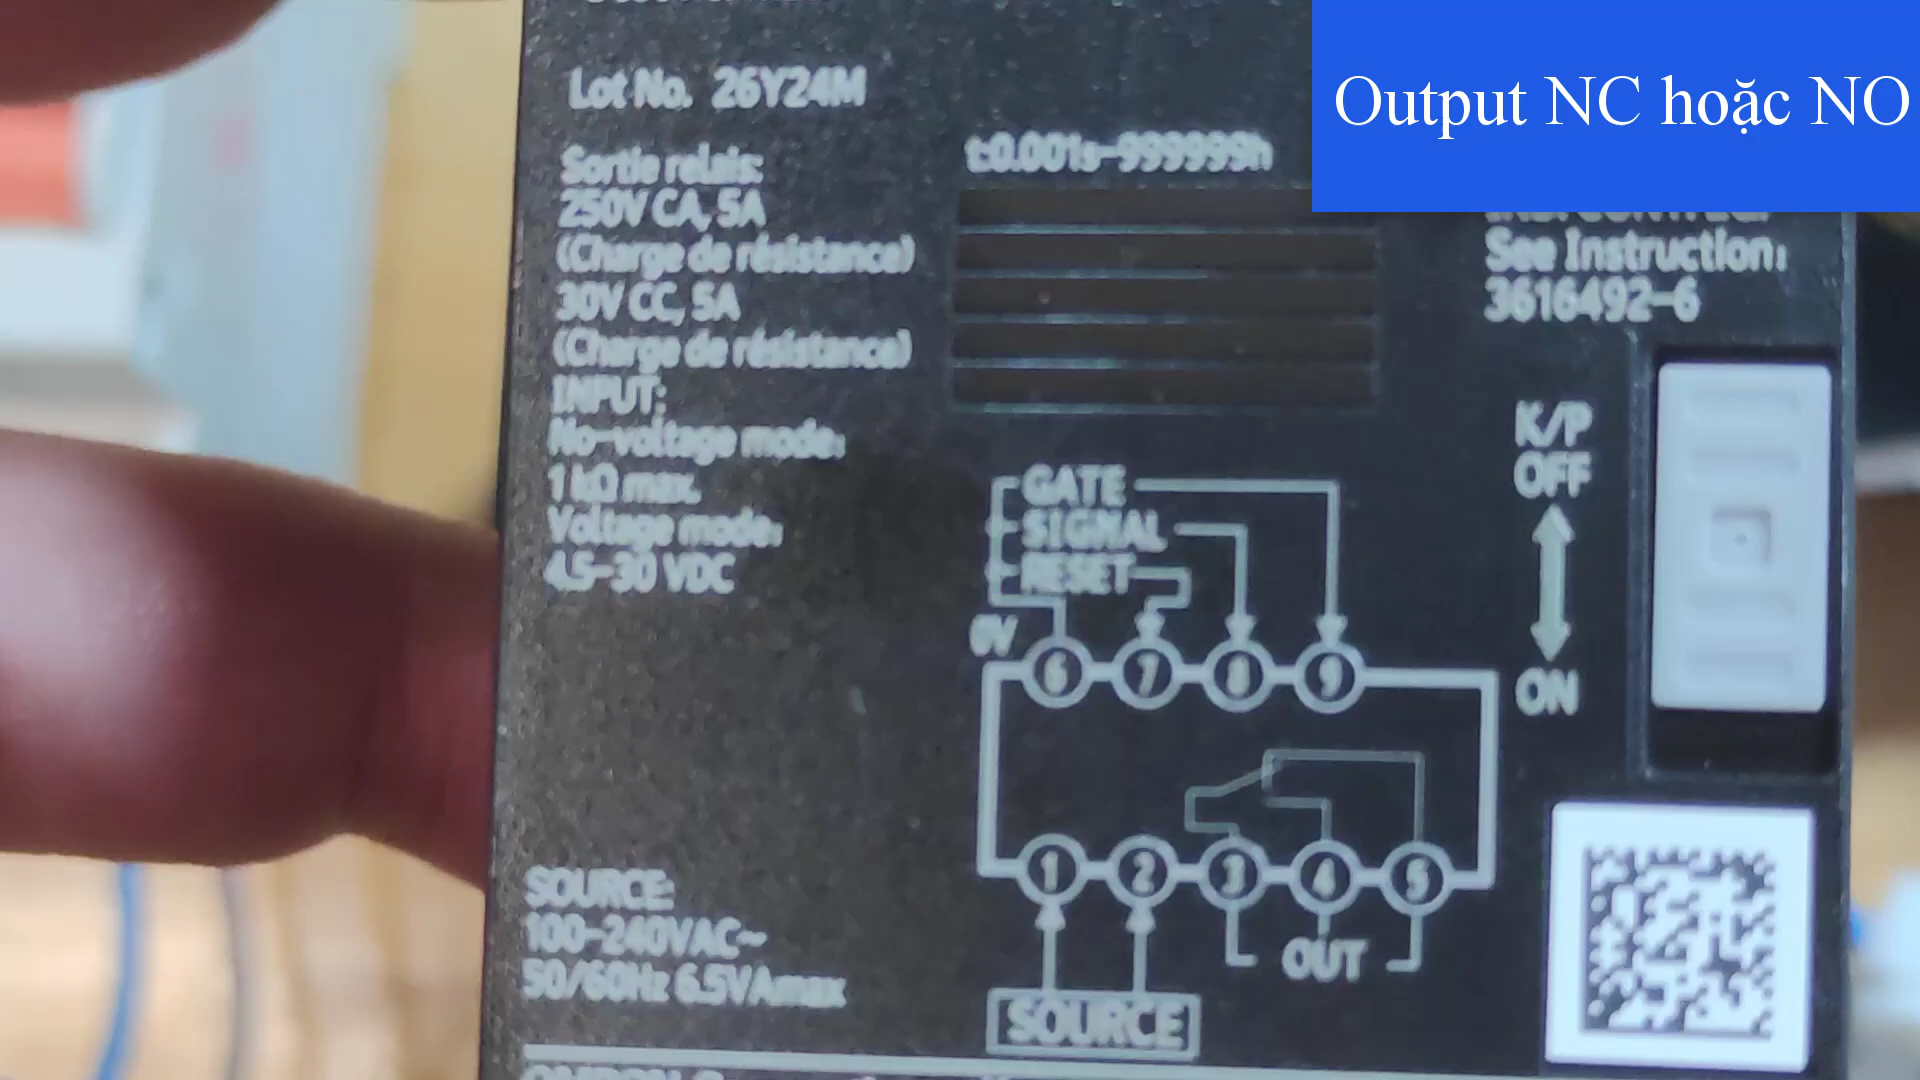 Output NC hoặc NO
Lot No. 26Y24M
t:0.001s-999999h
Sortie relais:
250V CA, 5A
(Charge de résistance)
30V CC, 5A
(Charge de résistance)
INPUT:
No-voltage mode:
1 kΩ max.
Voltage mode:
4.5-30 VDC
See Instruction:
3616492-6
K/P
OFF
ON
GATE
SIGNAL
RESET
0V
6 7 8 9
1 2 3 4 5
OUT
SOURCE
SOURCE:
100-240VAC~
50/60Hz 6.5VAmax